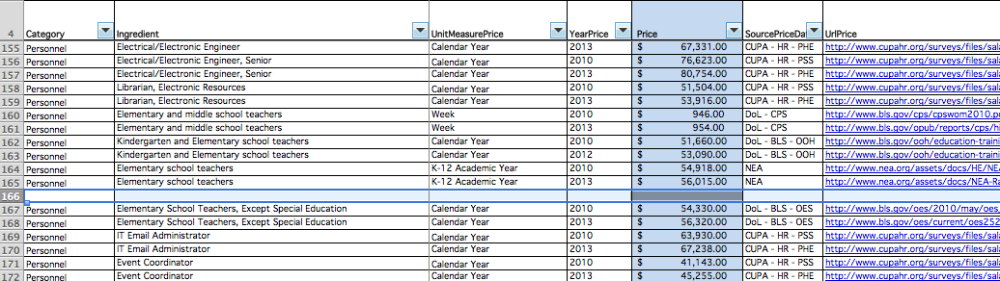 4 Category Ingredient UnitMeasurePrice YearPrice Price SourcePriceDa UrlPrice
155 Personnel Electrical/Electronic Engineer Calendar Year 2013 $ 67,331.00 CUPA - HR - PHE http://www.cupahr.org/surveys/files/sal
156 Personnel Electrical/Electronic Engineer, Senior Calendar Year 2010 $ 76,623.00 CUPA - HR - PSS http://www.cupahr.org/surveys/files/sal
157 Personnel Electrical/Electronic Engineer, Senior Calendar Year 2013 $ 80,754.00 CUPA - HR - PHE http://www.cupahr.org/surveys/files/sal
158 Personnel Librarian, Electronic Resources Calendar Year 2010 $ 51,504.00 CUPA - HR - PSS http://www.cupahr.org/surveys/files/sal
159 Personnel Librarian, Electronic Resources Calendar Year 2013 $ 53,916.00 CUPA - HR - PHE http://www.cupahr.org/surveys/files/sal
160 Personnel Elementary and middle school teachers Week 2010 $ 946.00 DoL - CPS http://www.bls.gov/cps/cpswom2010.p
161 Personnel Elementary and middle school teachers Week 2013 $ 954.00 DoL - CPS http://www.bls.gov/opub/reports/cps/hi
162 Personnel Kindergarten and Elementary school teachers Calendar Year 2010 $ 51,660.00 DoL - BLS - OOH http://www.bls.gov/ooh/education-traini
163 Personnel Kindergarten and Elementary school teachers Calendar Year 2012 $ 53,090.00 DoL - BLS - OOH http://www.bls.gov/ooh/education-traini
164 Personnel Elementary school teachers K-12 Academic Year 2010 $ 54,918.00 NEA http://www.nea.org/assets/docs/HE/NEA
165 Personnel Elementary school teachers K-12 Academic Year 2013 $ 56,015.00 NEA http://www.nea.org/assets/docs/NEA-Ra
166
167 Personnel Elementary School Teachers, Except Special Education Calendar Year 2010 $ 54,330.00 DoL - BLS - OES http://www.bls.gov/oes/2010/may/oes
168 Personnel Elementary School Teachers, Except Special Education Calendar Year 2013 $ 56,320.00 DoL - BLS - OES http://www.bls.gov/oes/current/oes252
169 Personnel IT Email Administrator Calendar Year 2010 $ 63,930.00 CUPA - HR - PSS http://www.cupahr.org/surveys/files/sal
170 Personnel IT Email Administrator Calendar Year 2013 $ 67,238.00 CUPA - HR - PHE http://www.cupahr.org/surveys/files/sal
171 Personnel Event Coordinator Calendar Year 2010 $ 41,143.00 CUPA - HR - PSS http://www.cupahr.org/surveys/files/sal
172 Personnel Event Coordinator Calendar Year 2013 $ 45,255.00 CUPA - HR - PHE http://www.cupahr.org/surveys/files/sal